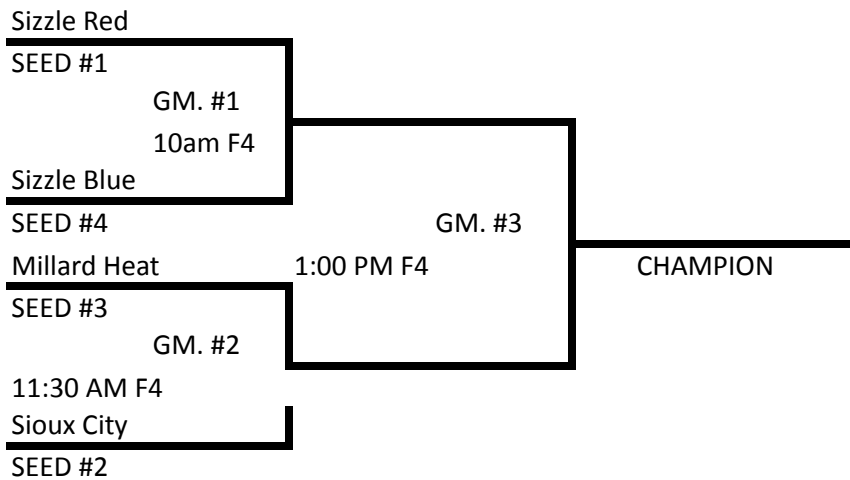 Sizzle Red
SEED #1
GM. #1
10am F4
Sizzle Blue
SEED #4
GM. #3
Millard Heat
1:00 PM F4
CHAMPION
SEED #3
GM. #2
11:30 AM F4
Sioux City
SEED #2